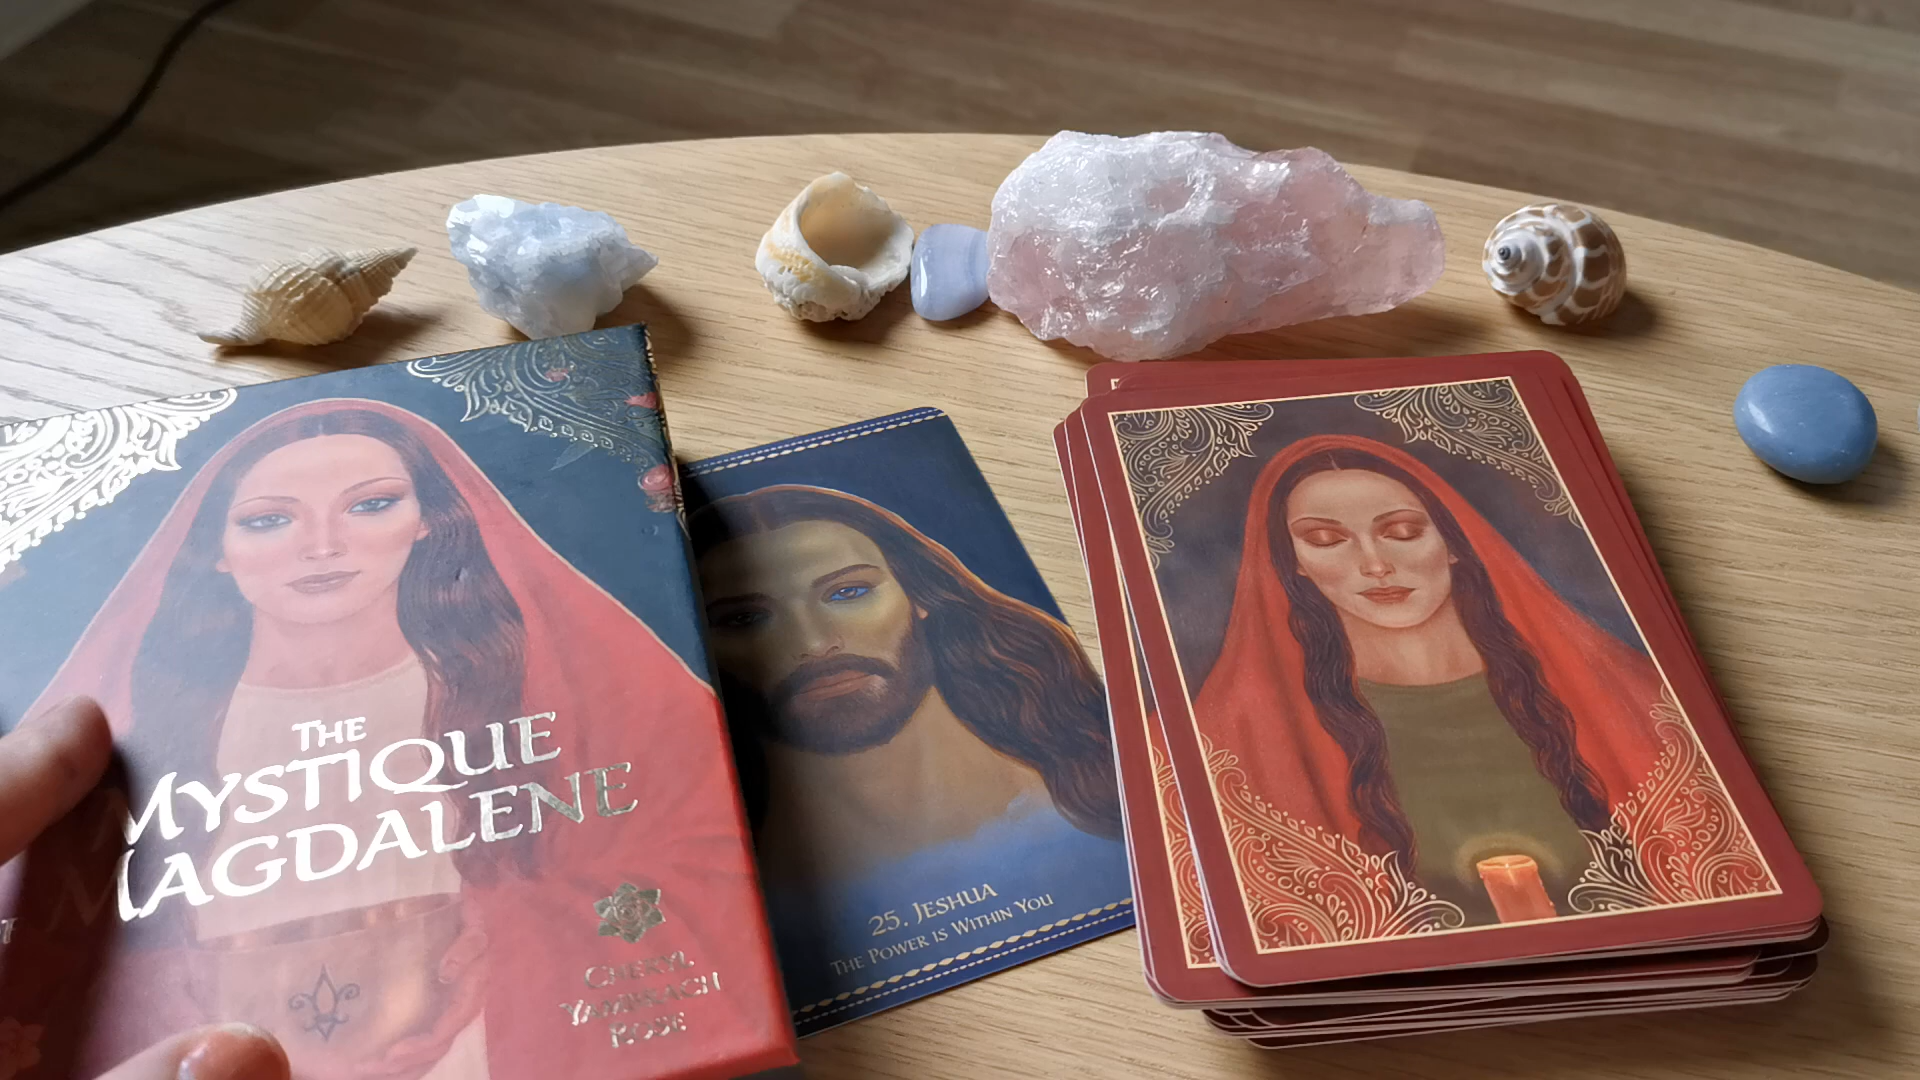 THE
MYSTIQUE
MAGDALENE
CHERYL
YAMBRACH
ROSE
25. JESHUA
THE POWER IS WITHIN YOU